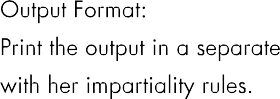 Output Format:
Print the output in a separate
with her impartiality rules.